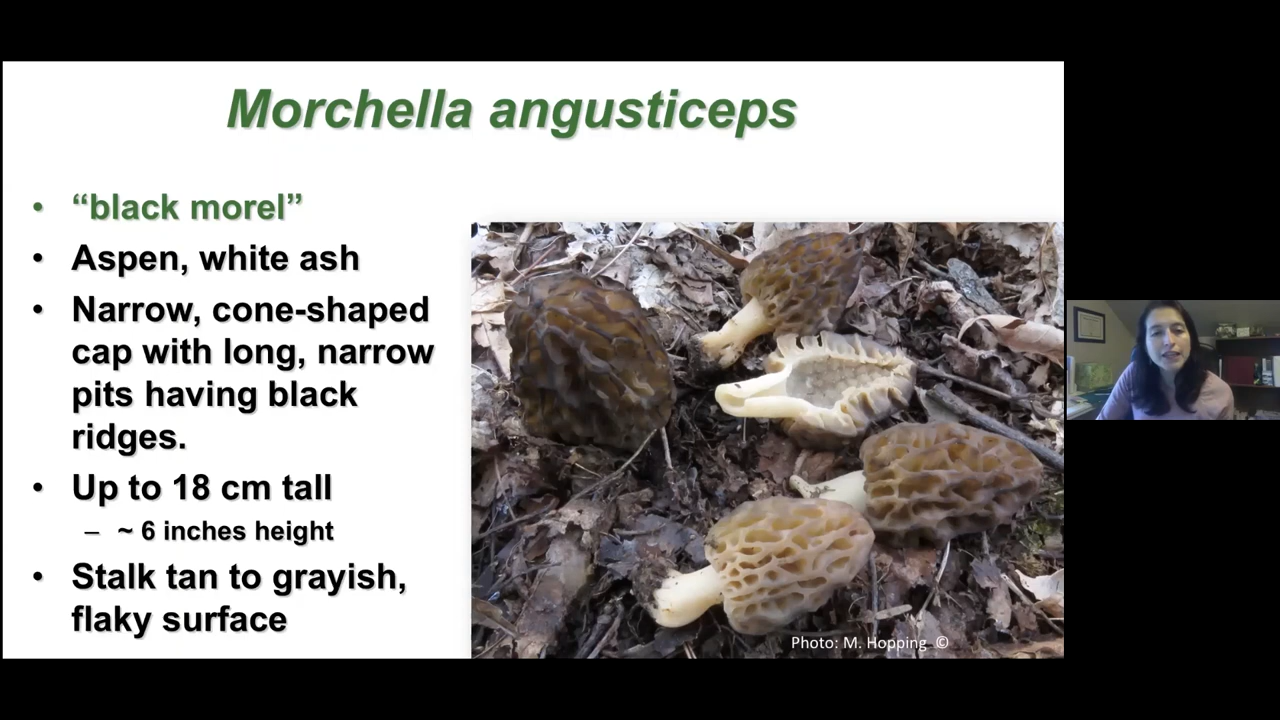 Morchella angusticeps
• “black morel”
• Aspen, white ash
• Narrow, cone-shaped
cap with long, narrow
pits having black
ridges.
• Up to 18 cm tall
– ~ 6 inches height
• Stalk tan to grayish,
flaky surface
Photo: M. Hopping ©